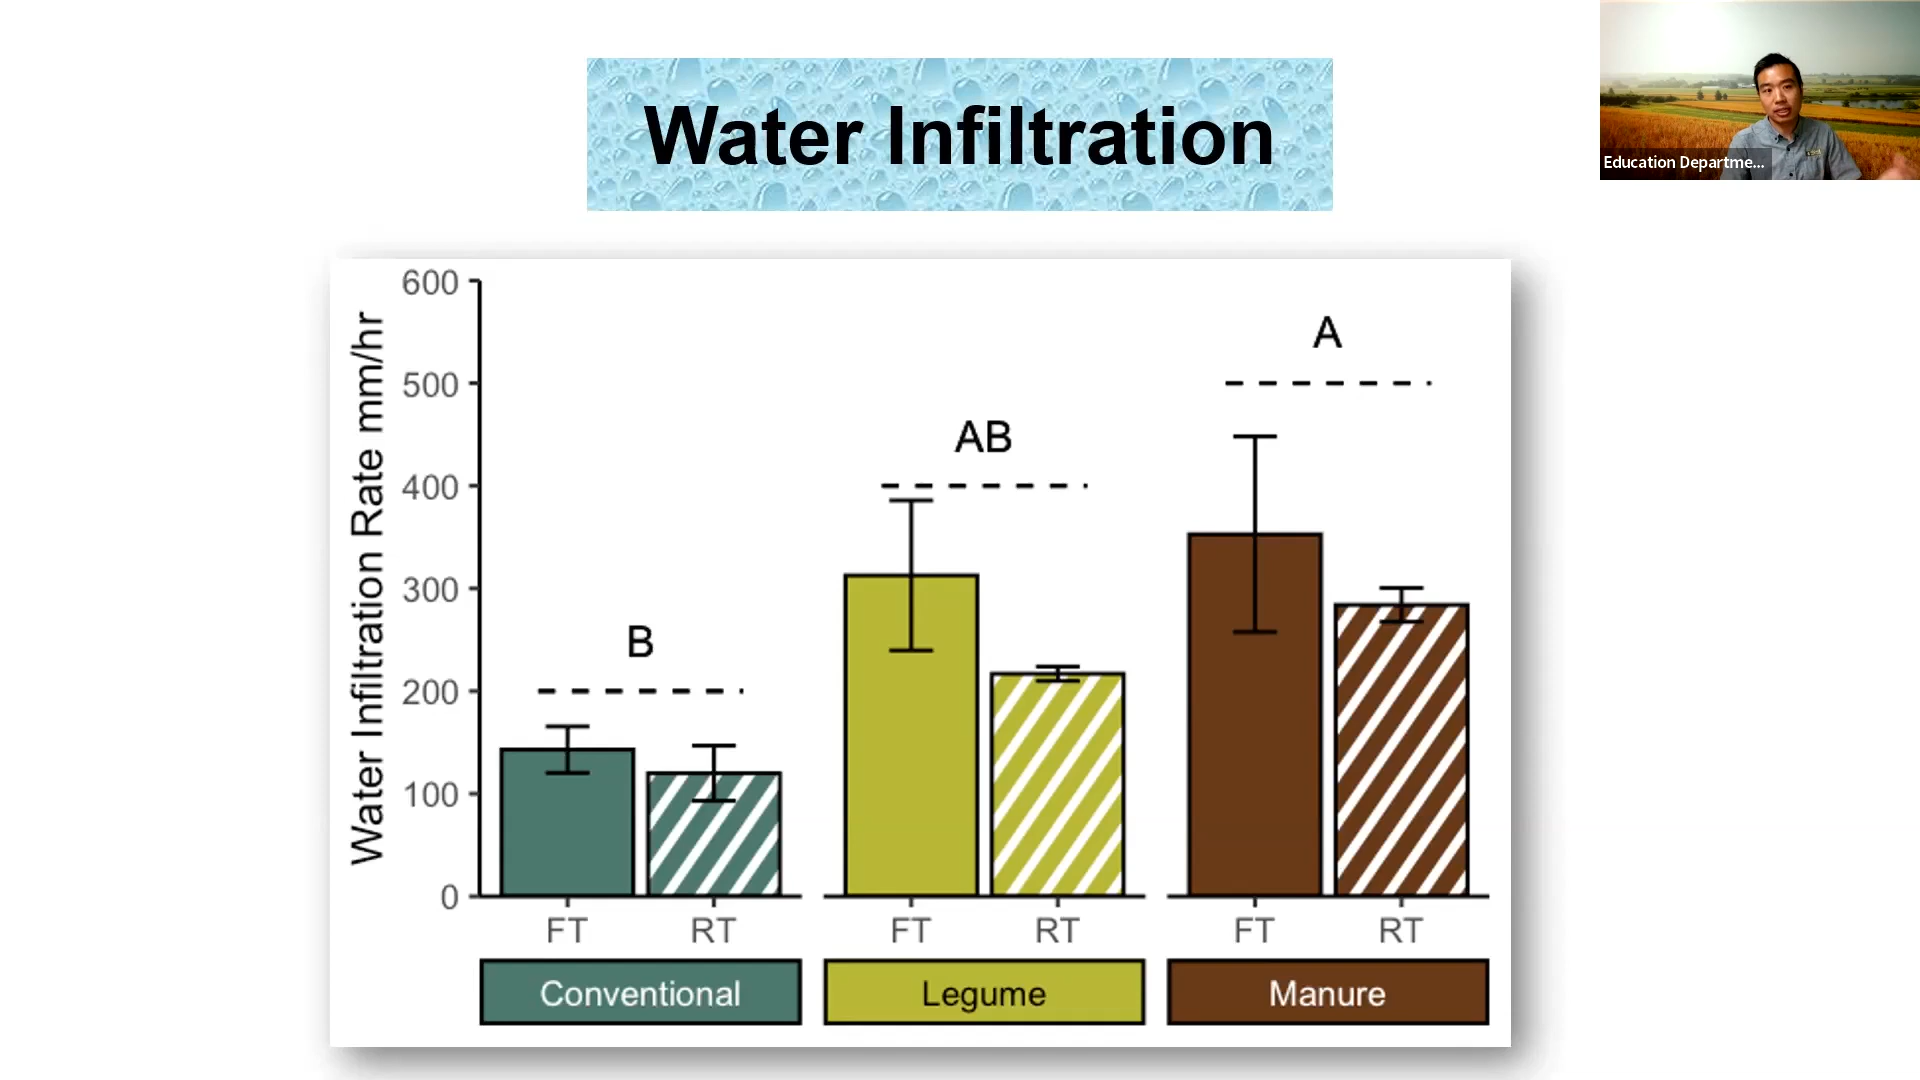 Water Infiltration
Education Departme...
Water Infiltration Rate mm/hr
600
500
400
300
200
100
0
B
AB
A
FT RT FT RT FT RT
Conventional Legume Manure